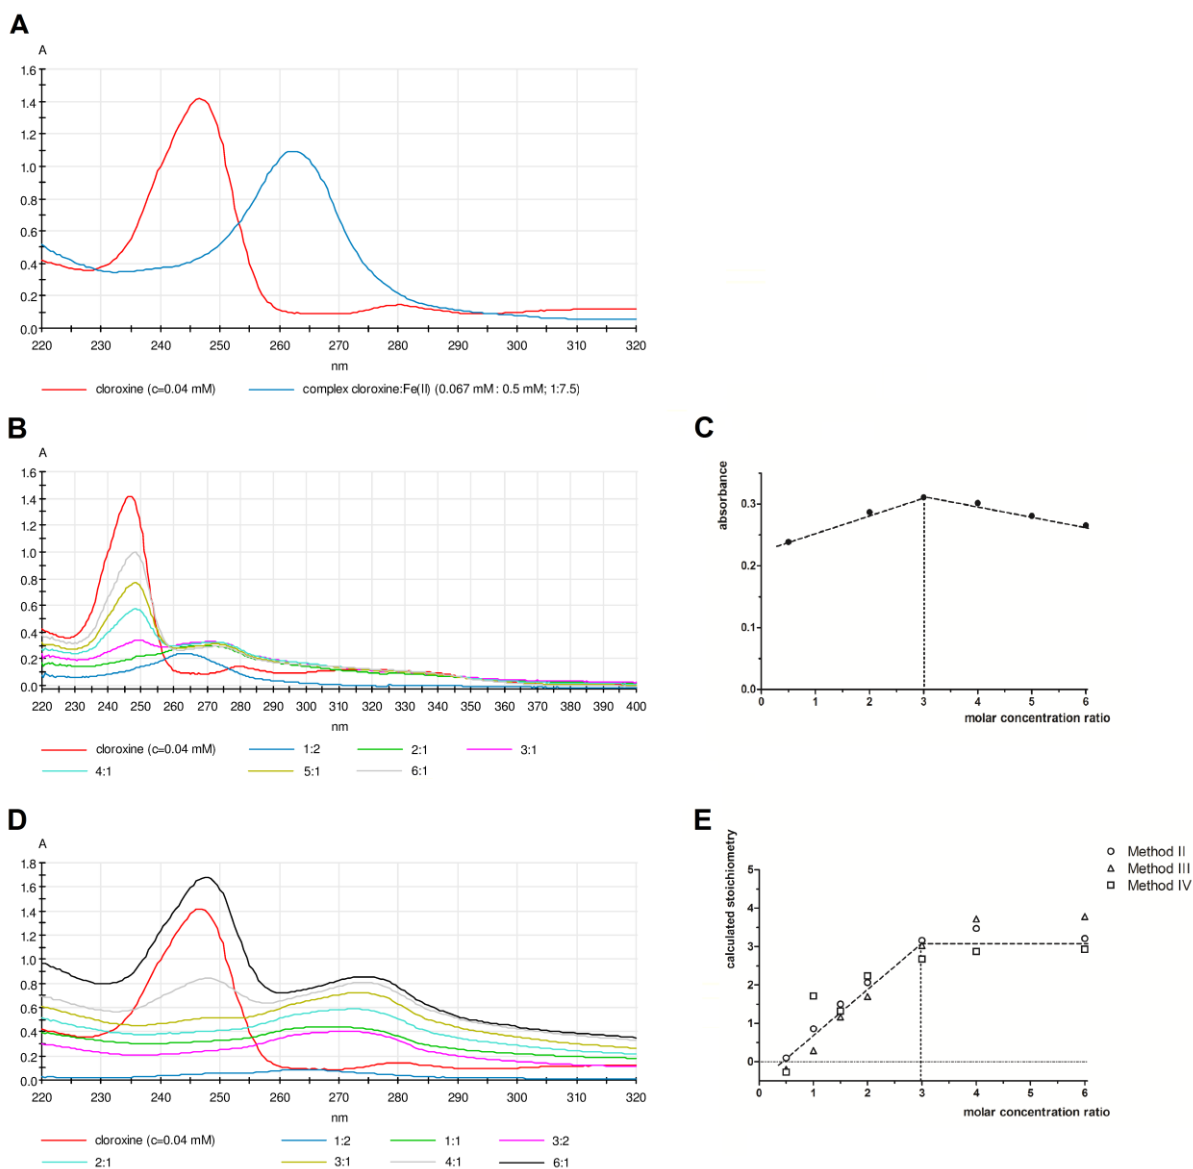 A
A
1.6
1.4
1.2
1.0
0.8
0.6
0.4
0.2
0.0
220 230 240 250 260 270 280 290 300 310 320
nm
cloroxine (c=0.04 mM) complex cloroxine:Fe(II) (0.067 mM : 0.5 mM; 1:7.5)
B
A
1.6
1.4
1.2
1.0
0.8
0.6
0.4
0.2
0.0
220 230 240 250 260 270 280 290 300 310 320 330 340 350 360 370 380 390 400
nm
cloroxine (c=0.04 mM) 1:2 2:1 3:1
4:1 5:1 6:1
C
absorbance
0.3
0.2
0.1
0.0
0 1 2 3 4 5 6
molar concentration ratio
D
A
1.8
1.6
1.4
1.2
1.0
0.8
0.6
0.4
0.2
0.0
220 230 240 250 260 270 280 290 300 310 320
nm
cloroxine (c=0.04 mM) 1:2 1:1 3:2
2:1 3:1 4:1 6:1
E
calculated stoichiometry
Method II
Method III
Method IV
5
4
3
2
1
0
0 1 2 3 4 5 6
molar concentration ratio